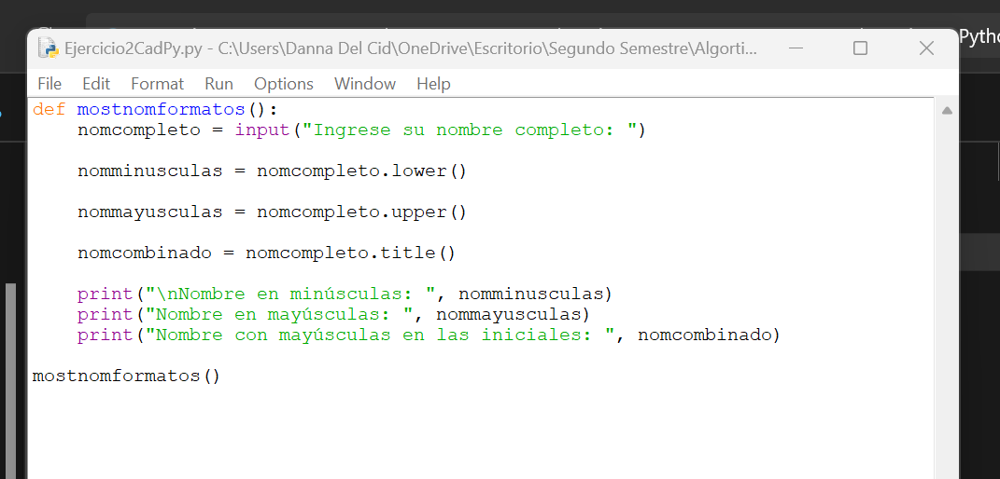 Ejercicio2CadPy.py - C:\Users\Danna Del Cid\OneDrive\Escritorio\Segundo Semestre\Algorti...
File Edit Format Run Options Window Help
def mostnomformatos():
    nomcompleto = input("Ingrese su nombre completo: ")
    nomminusculas = nomcompleto.lower()
    nommayusculas = nomcompleto.upper()
    nomcombinado = nomcompleto.title()
    print("\nNombre en minúsculas: ", nomminusculas)
    print("Nombre en mayúsculas: ", nommayusculas)
    print("Nombre con mayúsculas en las iniciales: ", nomcombinado)
mostnomformatos()